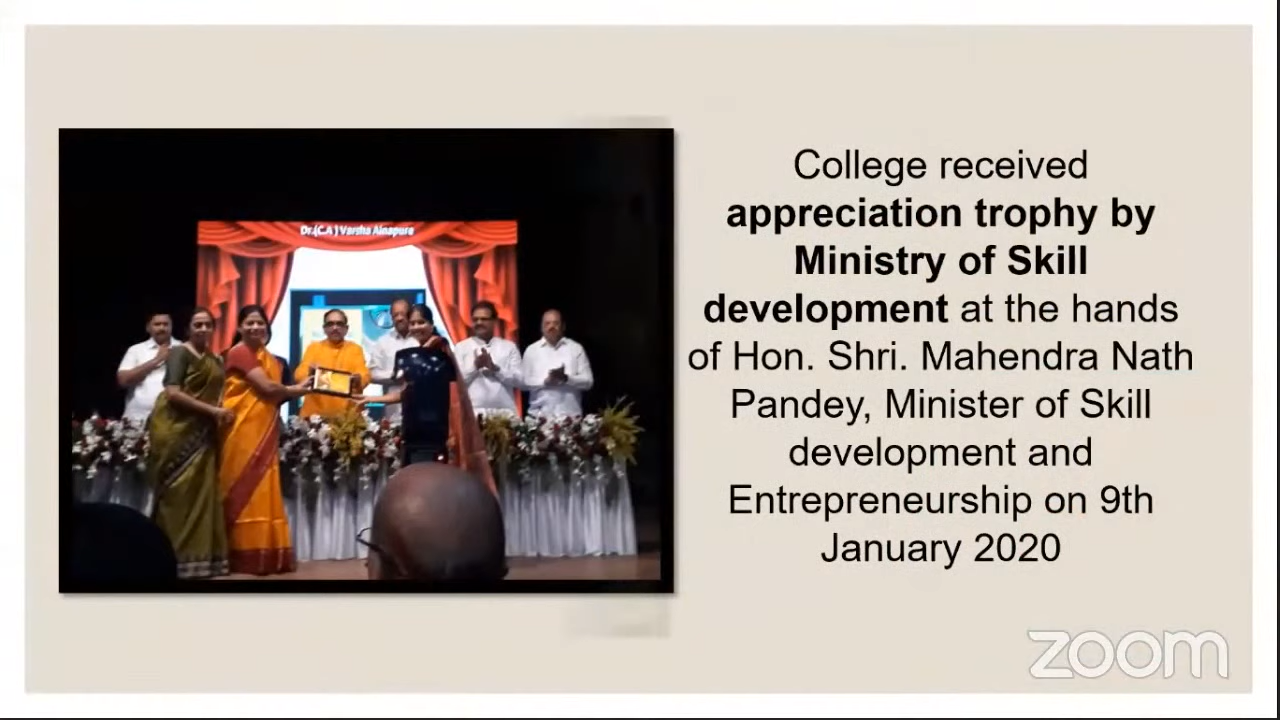 Dr.(C.A) Varsha Ainapure
College received
appreciation trophy by
Ministry of Skill
development at the hands
of Hon. Shri. Mahendra Nath
Pandey, Minister of Skill
development and
Entrepreneurship on 9th
January 2020
zoom